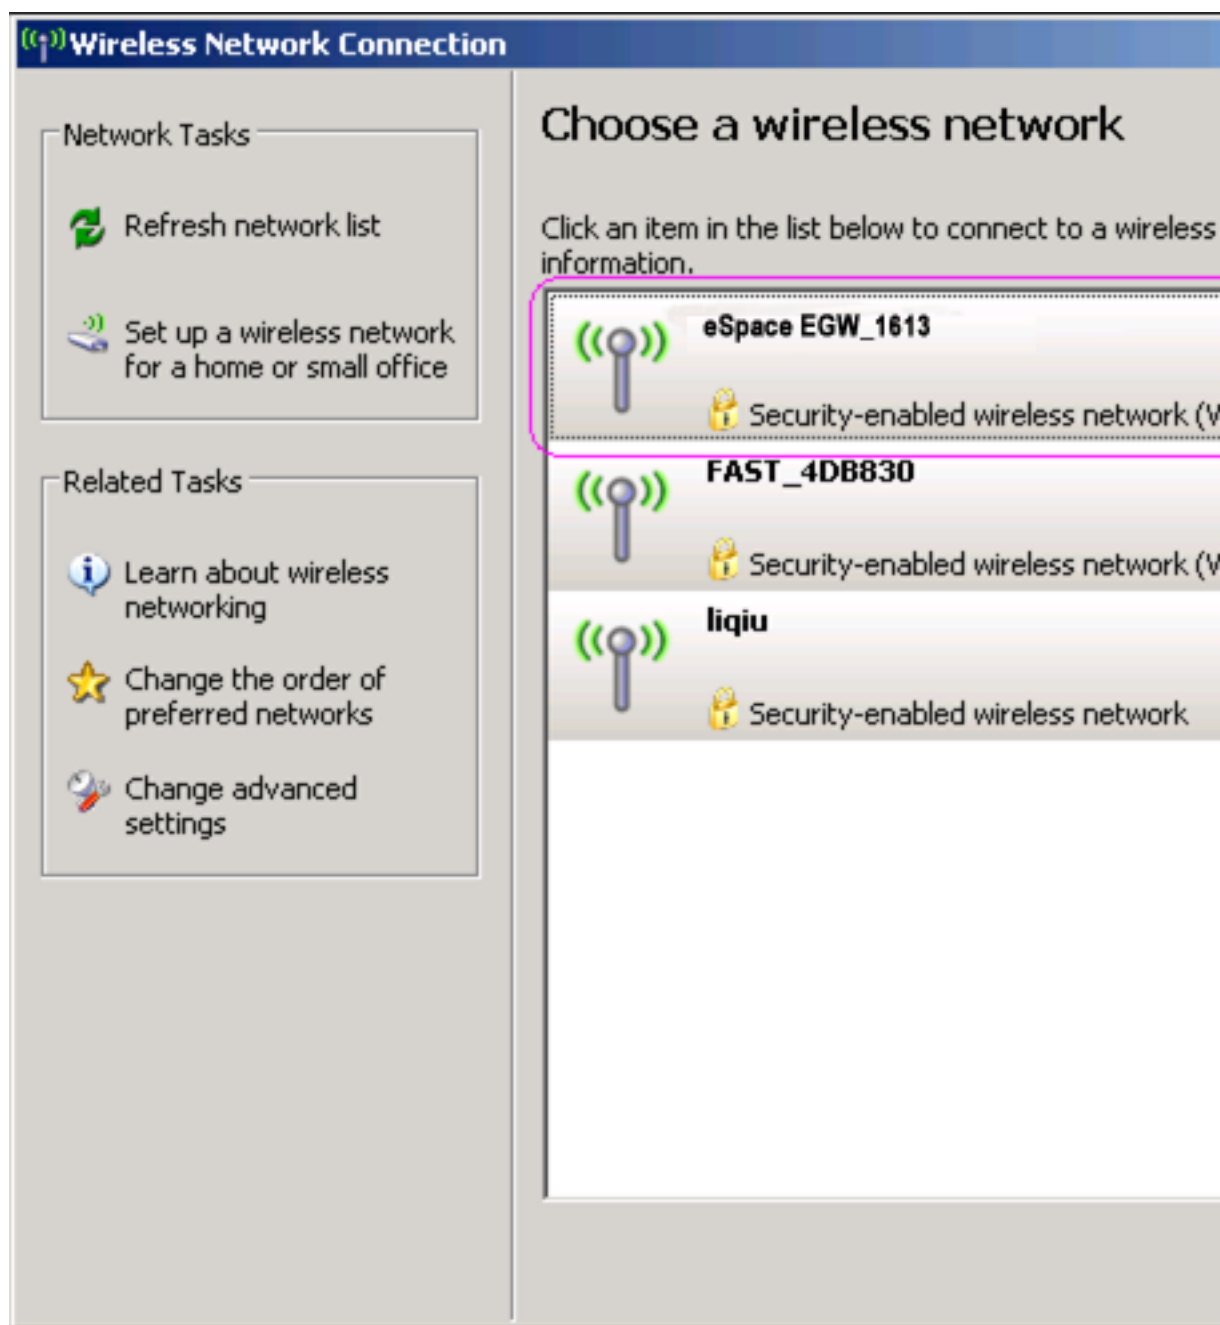 Wireless Network Connection
Network Tasks
Refresh network list
Set up a wireless network
for a home or small office
Related Tasks
Learn about wireless
networking
Change the order of
preferred networks
Change advanced
settings
Choose a wireless network
Click an item in the list below to connect to a wireless
information.
eSpace EGW_1613
Security-enabled wireless network (W
FAST_4DB830
Security-enabled wireless network (W
liqiu
Security-enabled wireless network